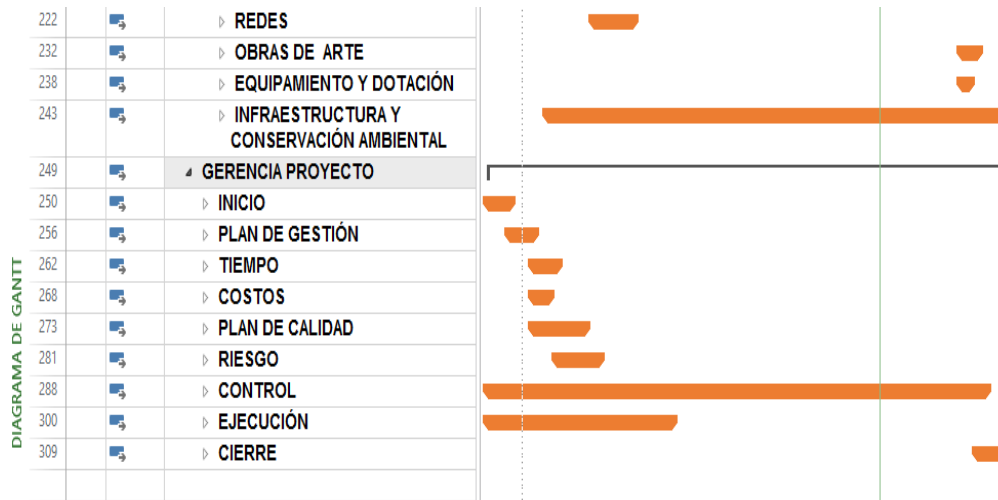 222 REDES
232 OBRAS DE ARTE
238 EQUIPAMIENTO Y DOTACIÓN
243 INFRAESTRUCTURA Y
CONSERVACIÓN AMBIENTAL
249 GERENCIA PROYECTO
250 INICIO
256 PLAN DE GESTIÓN
262 TIEMPO
268 COSTOS
273 PLAN DE CALIDAD
281 RIESGO
288 CONTROL
300 EJECUCIÓN
309 CIERRE
DIAGRAMA DE GANTT